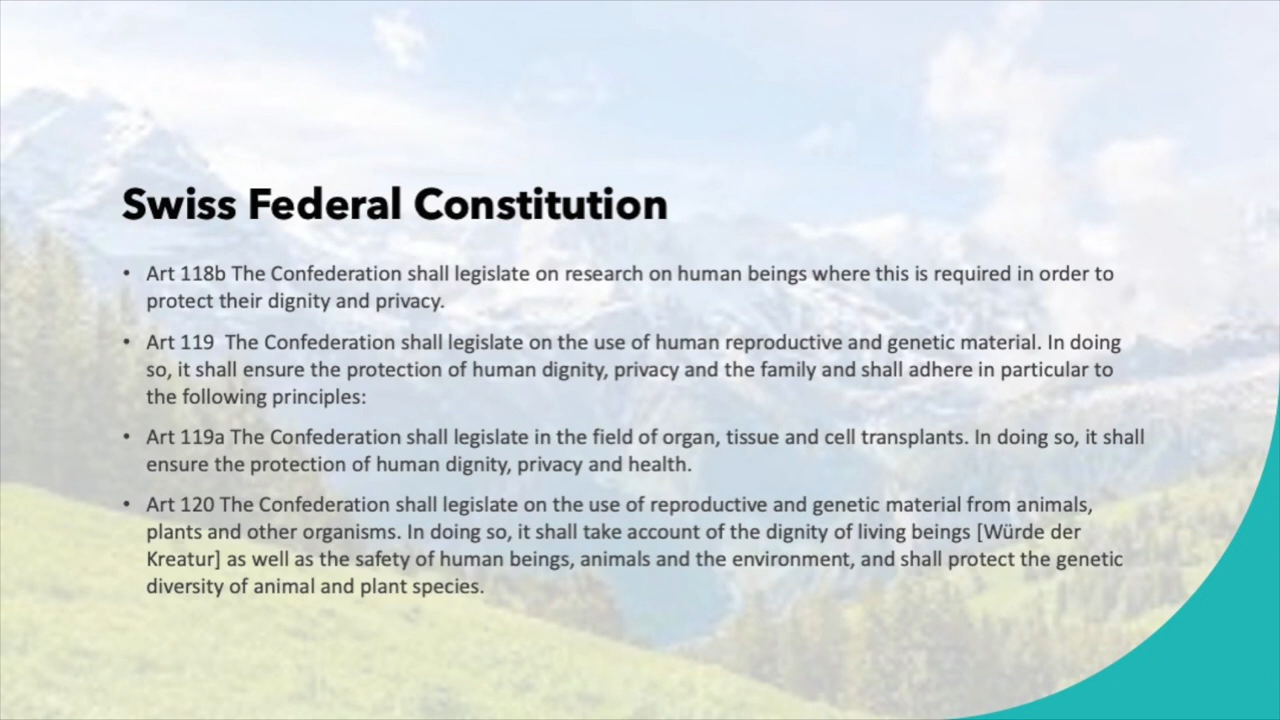 Swiss Federal Constitution
• Art 118b The Confederation shall legislate on research on human beings where this is required in order to
protect their dignity and privacy.
• Art 119  The Confederation shall legislate on the use of human reproductive and genetic material. In doing
so, it shall ensure the protection of human dignity, privacy and the family and shall adhere in particular to
the following principles:
• Art 119a The Confederation shall legislate in the field of organ, tissue and cell transplants. In doing so, it shall
ensure the protection of human dignity, privacy and health.
• Art 120 The Confederation shall legislate on the use of reproductive and genetic material from animals,
plants and other organisms. In doing so, it shall take account of the dignity of living beings [Würde der
Kreatur] as well as the safety of human beings, animals and the environment, and shall protect the genetic
diversity of animal and plant species.